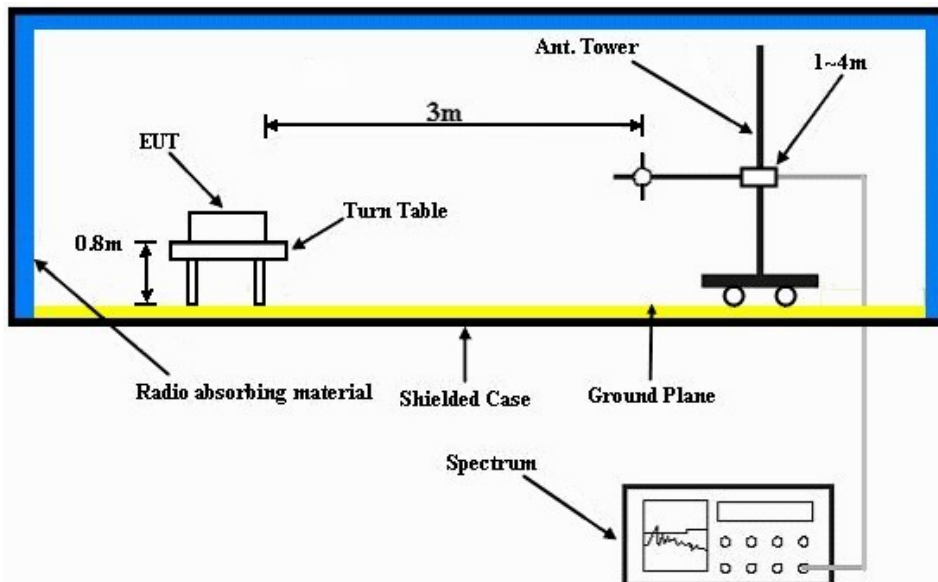 Ant. Tower
1~4m
3m
EUT
Turn Table
0.8m
Radio absorbing material
Shielded Case
Ground Plane
Spectrum